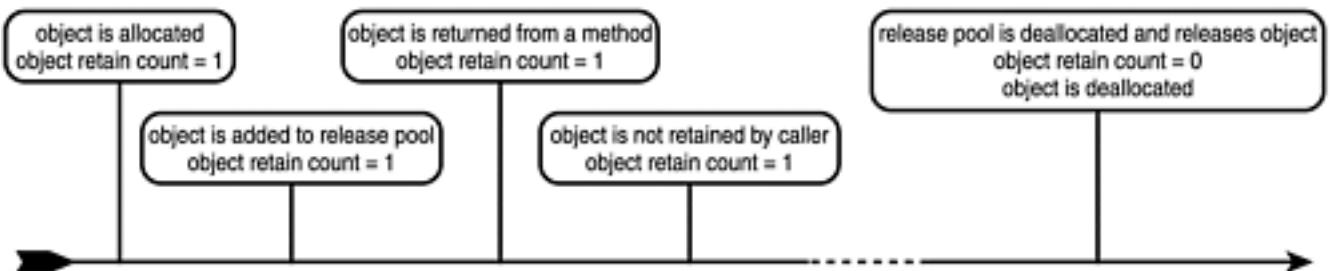 object is allocated
object retain count = 1
object is added to release pool
object retain count = 1
object is returned from a method
object retain count = 1
object is not retained by caller
object retain count = 1
release pool is deallocated and releases object
object retain count = 0
object is deallocated